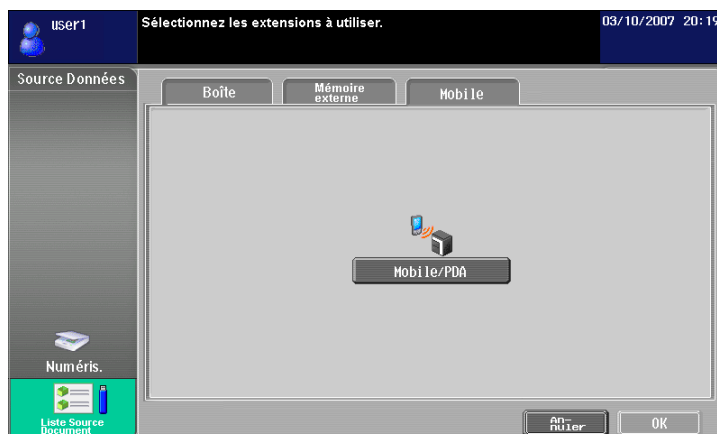 user1
Sélectionnez les extensions à utiliser.
03/10/2007 20:19
Source Données
Boîte
Mémoire
externe
Mobile
Mobile/PDA
Numéris.
Liste Source
Document
An-
nuler
OK